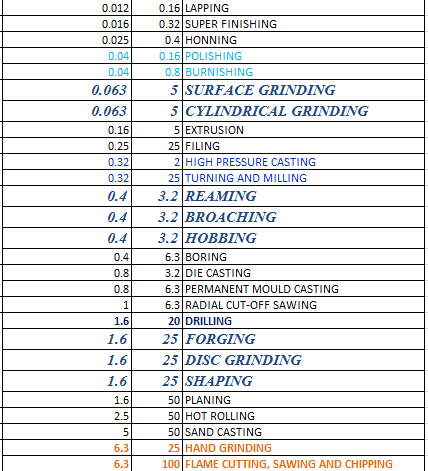 0.012 0.16 LAPPING
0.016 0.32 SUPER FINISHING
0.025 0.4 HONNING
0.04 0.16 POLISHING
0.04 0.8 BURNISHING
0.063 5 SURFACE GRINDING
0.063 5 CYLINDRICAL GRINDING
0.16 5 EXTRUSION
0.25 25 FILING
0.32 2 HIGH PRESSURE CASTING
0.32 25 TURNING AND MILLING
0.4 3.2 REAMING
0.4 3.2 BROACHING
0.4 3.2 HOBBING
0.4 6.3 BORING
0.8 3.2 DIE CASTING
0.8 6.3 PERMANENT MOULD CASTING
1 6.3 RADIAL CUT-OFF SAWING
1.6 20 DRILLING
1.6 25 FORGING
1.6 25 DISC GRINDING
1.6 25 SHAPING
1.6 50 PLANING
2.5 50 HOT ROLLING
5 50 SAND CASTING
6.3 25 HAND GRINDING
6.3 100 FLAME CUTTING, SAWING AND CHIPPING